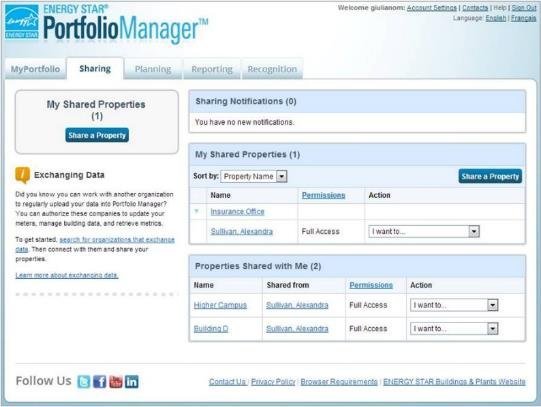 ENERGY STAR®
PortfolioManager™
ENERGY STAR
Welcome giulianom: Account Settings | Contacts | Help | Sign Out
Language: English | Français
MyPortfolio Sharing Planning Reporting Recognition
My Shared Properties
(1)
Share a Property
Exchanging Data
Did you know you can work with another organization
to regularly upload your data into Portfolio Manager?
You can authorize these companies to update your
meters, manage building data, and retrieve metrics.
To get started, search for organizations that exchange
data. Then connect with them and share your
properties.
Learn more about exchanging data.
Sharing Notifications (0)
You have no new notifications.
My Shared Properties (1)
Sort by: Property Name Share a Property
Name Permissions Action
Insurance Office
Sullivan, Alexandra Full Access I want to...
Properties Shared with Me (2)
Name Shared from Permissions Action
Higher Campus Sullivan, Alexandra Full Access I want to...
Building D Sullivan, Alexandra Full Access I want to...
Follow Us
Contact Us | Privacy Policy | Browser Requirements | ENERGY STAR Buildings & Plants Website